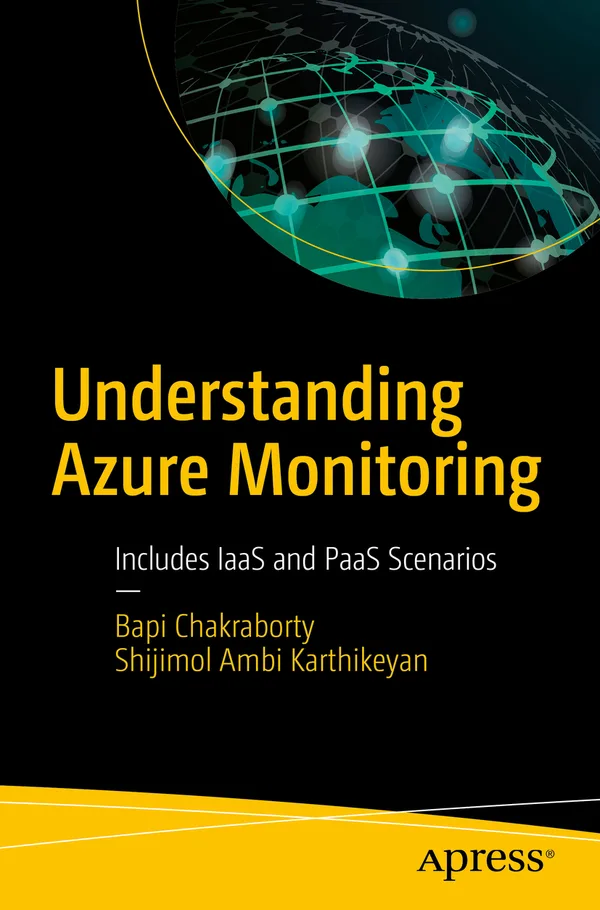 Understanding
Azure Monitoring
Includes IaaS and PaaS Scenarios
—
Bapi Chakraborty
Shijimol Ambi Karthikeyan
Apress®